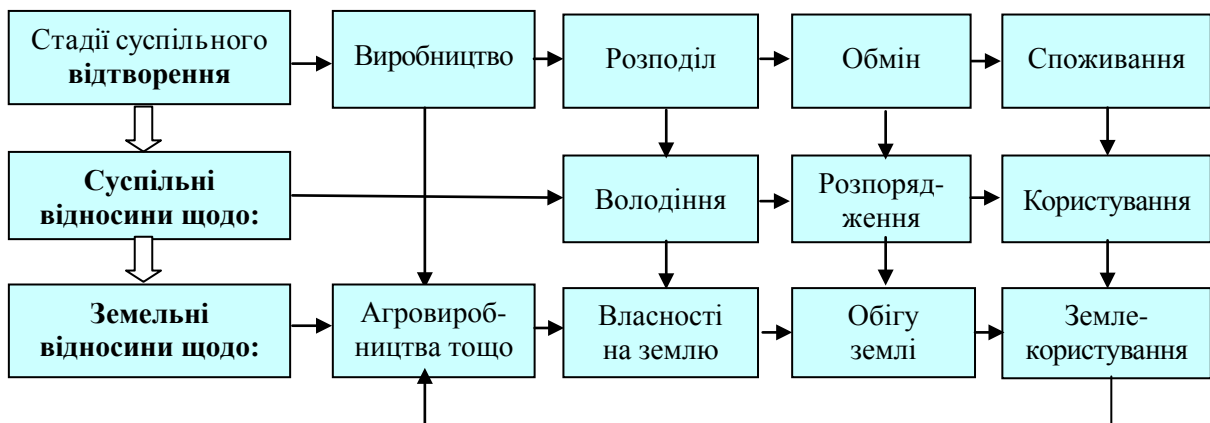 Стадії суспільного
відтворення
Виробництво
Розподіл
Обмін
Споживання
Суспільні
відносини щодо:
Володіння
Розпоряд-
ження
Користування
Земельні
відносини щодо:
Агровироб-
ництва тощо
Власності
на землю
Обігу
землі
Земле-
користування